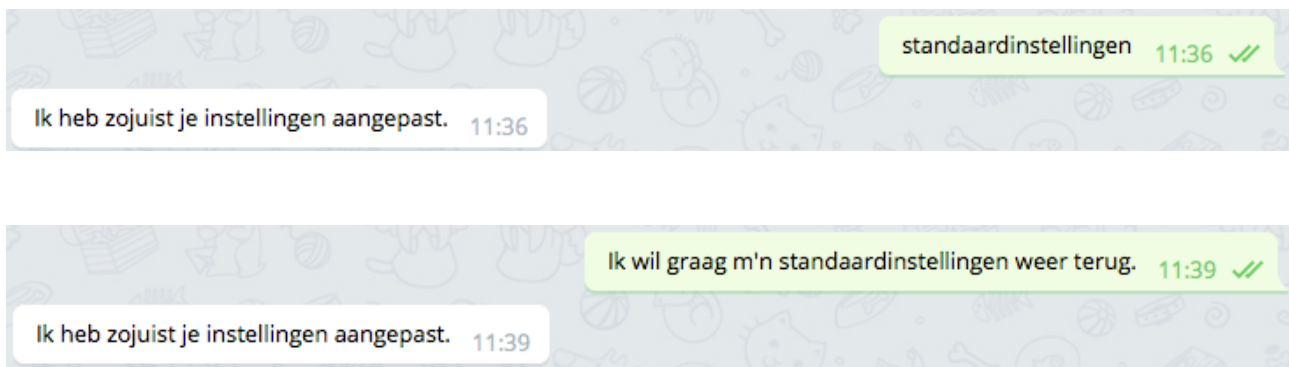 standaardinstellingen 11:36
Ik heb zojuist je instellingen aangepast. 11:36
Ik wil graag m'n standaardinstellingen weer terug. 11:39
Ik heb zojuist je instellingen aangepast. 11:39